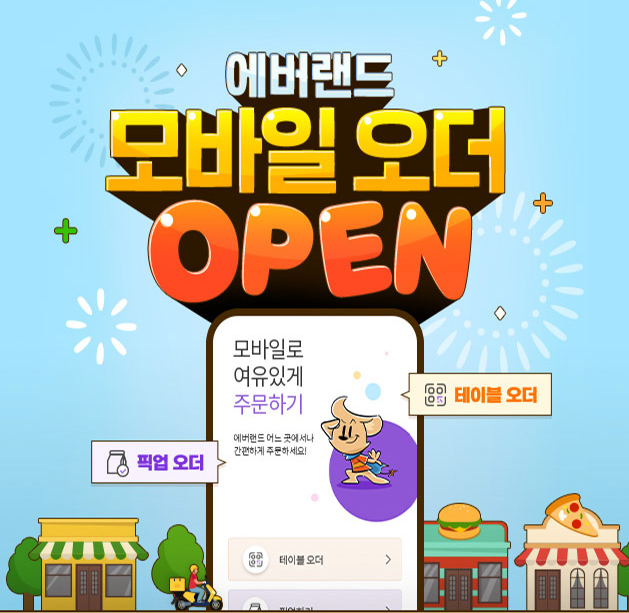 에버랜드
모바일 오더
OPEN
모바일로
여유있게
주문하기
에버랜드 어느 곳에서나
간편하게 주문하세요!
테이블 오더
픽업 오더
테이블 오더